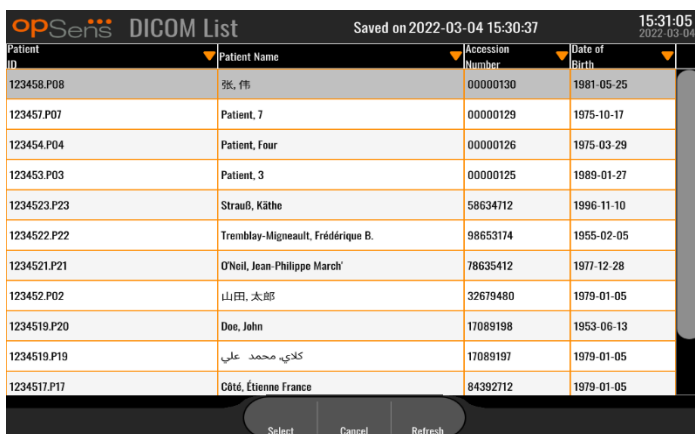 opSens DICOM List Saved on 2022-03-04 15:30:37 15:31:05
2022-03-04
Patient ID Patient Name Accession Number Date of Birth
123458.P08 张, 伟 00000130 1981-05-25
123457.P07 Patient, 7 00000129 1975-10-17
123454.P04 Patient, Four 00000126 1975-03-29
123453.P03 Patient, 3 00000125 1989-01-27
1234523.P23 Strauß, Käthe 58634712 1996-11-10
1234522.P22 Tremblay-Migneault, Frédérique B. 98653174 1955-02-05
1234521.P21 O'Neil, Jean-Philippe March' 78635412 1977-12-28
123452.P02 山田, 太郎 32679480 1979-01-05
1234519.P20 Doe, John 17089198 1953-06-13
1234519.P19 كلاي, محمد علي 17089197 1979-01-05
1234517.P17 Côté, Étienne France 84392712 1979-01-05
Select Cancel Refresh